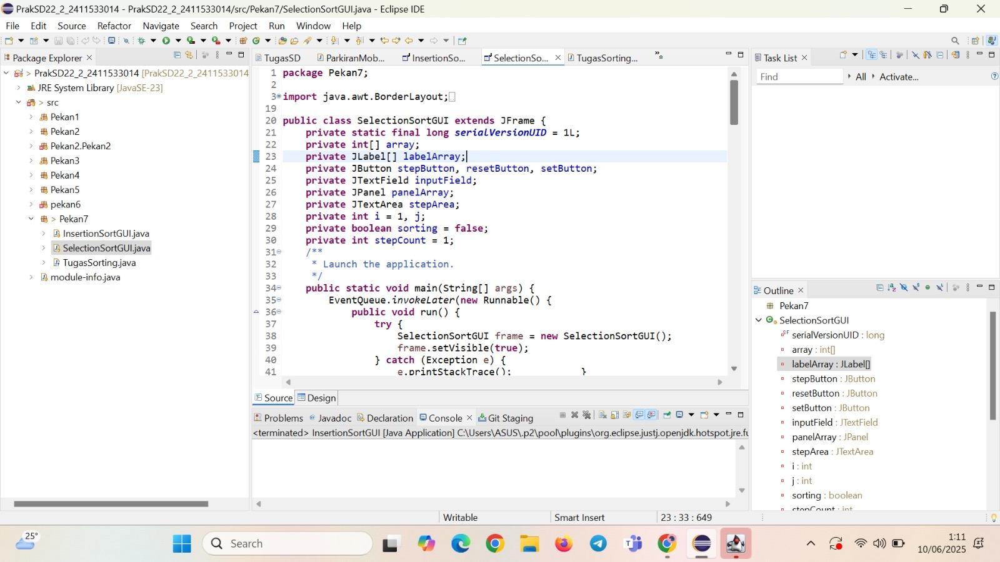 PrakSD22_2_2411533014 - PrakSD22_2_2411533014/src/Pekan7/SelectionSortGUI.java - Eclipse IDE
File Edit Source Refactor Navigate Search Project Run Window Help
Package Explorer
> PrakSD22_2_2411533014 [PrakSD22_2_2411533014
JRE System Library [JavaSE-23]
> src
Pekan1
Pekan2
Pekan2.Pekan2
Pekan3
Pekan4
Pekan5
pekan6
> Pekan7
InsertionSortGUI.java
SelectionSortGUI.java
TugasSorting.java
module-info.java
TugasSD ParkiranMob... InsertionSo... SelectionSo... TugasSorting... »8
1 package Pekan7;
2
3 import java.awt.BorderLayout;
19
20 public class SelectionSortGUI extends JFrame {
21 private static final long serialVersionUID = 1L;
22 private int[] array;
23 private JLabel[] labelArray;
24 private JButton stepButton, resetButton, setButton;
25 private JTextField inputField;
26 private JPanel panelArray;
27 private JTextArea stepArea;
28 private int i = 1, j;
29 private boolean sorting = false;
30 private int stepCount = 1;
31 /**
32 * Launch the application.
33 */
34 public static void main(String[] args) {
35 EventQueue.invokeLater(new Runnable() {
36 public void run() {
37 try {
38 SelectionSortGUI frame = new SelectionSortGUI();
39 frame.setVisible(true);
40 } catch (Exception e) {
41 e.printStackTrace(); }
Source Design
Problems Javadoc Declaration Console Git Staging
<terminated> InsertionSortGUI [Java Application] C:\Users\ASUS\.p2\pool\plugins\org.eclipse.justj.openjdk.hotspot.jre.fu
Task List
Find All Activate...
Outline
Pekan7
SelectionSortGUI
serialVersionUID : long
array : int[]
labelArray : JLabel[]
stepButton : JButton
resetButton : JButton
setButton : JButton
inputField : JTextField
panelArray : JPanel
stepArea : JTextArea
i : int
j : int
sorting : boolean
stepCount : int
Writable Smart Insert 23 : 33 : 649
25°
Search
1:11
10/06/2025